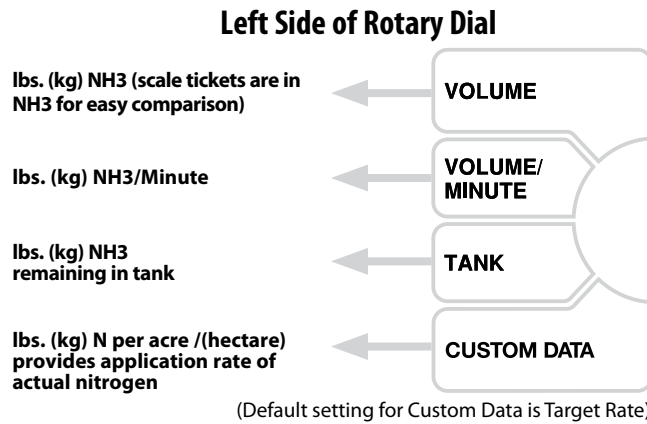 Left Side of Rotary Dial
lbs. (kg) NH3 (scale tickets are in
NH3 for easy comparison)
VOLUME
lbs. (kg) NH3/Minute
VOLUME/
MINUTE
lbs. (kg) NH3
remaining in tank
TANK
lbs. (kg) N per acre /(hectare)
provides application rate of
actual nitrogen
CUSTOM DATA
(Default setting for Custom Data is Target Rate)